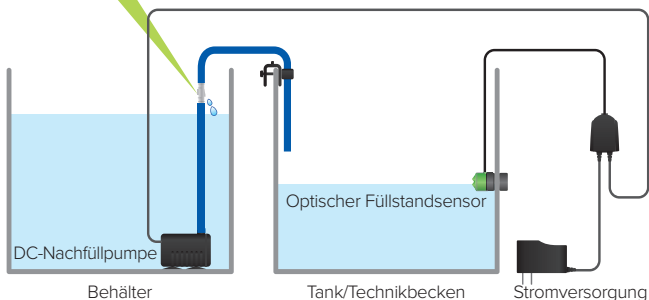 Optischer Füllstandsensor
DC-Nachfüllpumpe
Behälter
Tank/Technikbecken
Stromversorgung